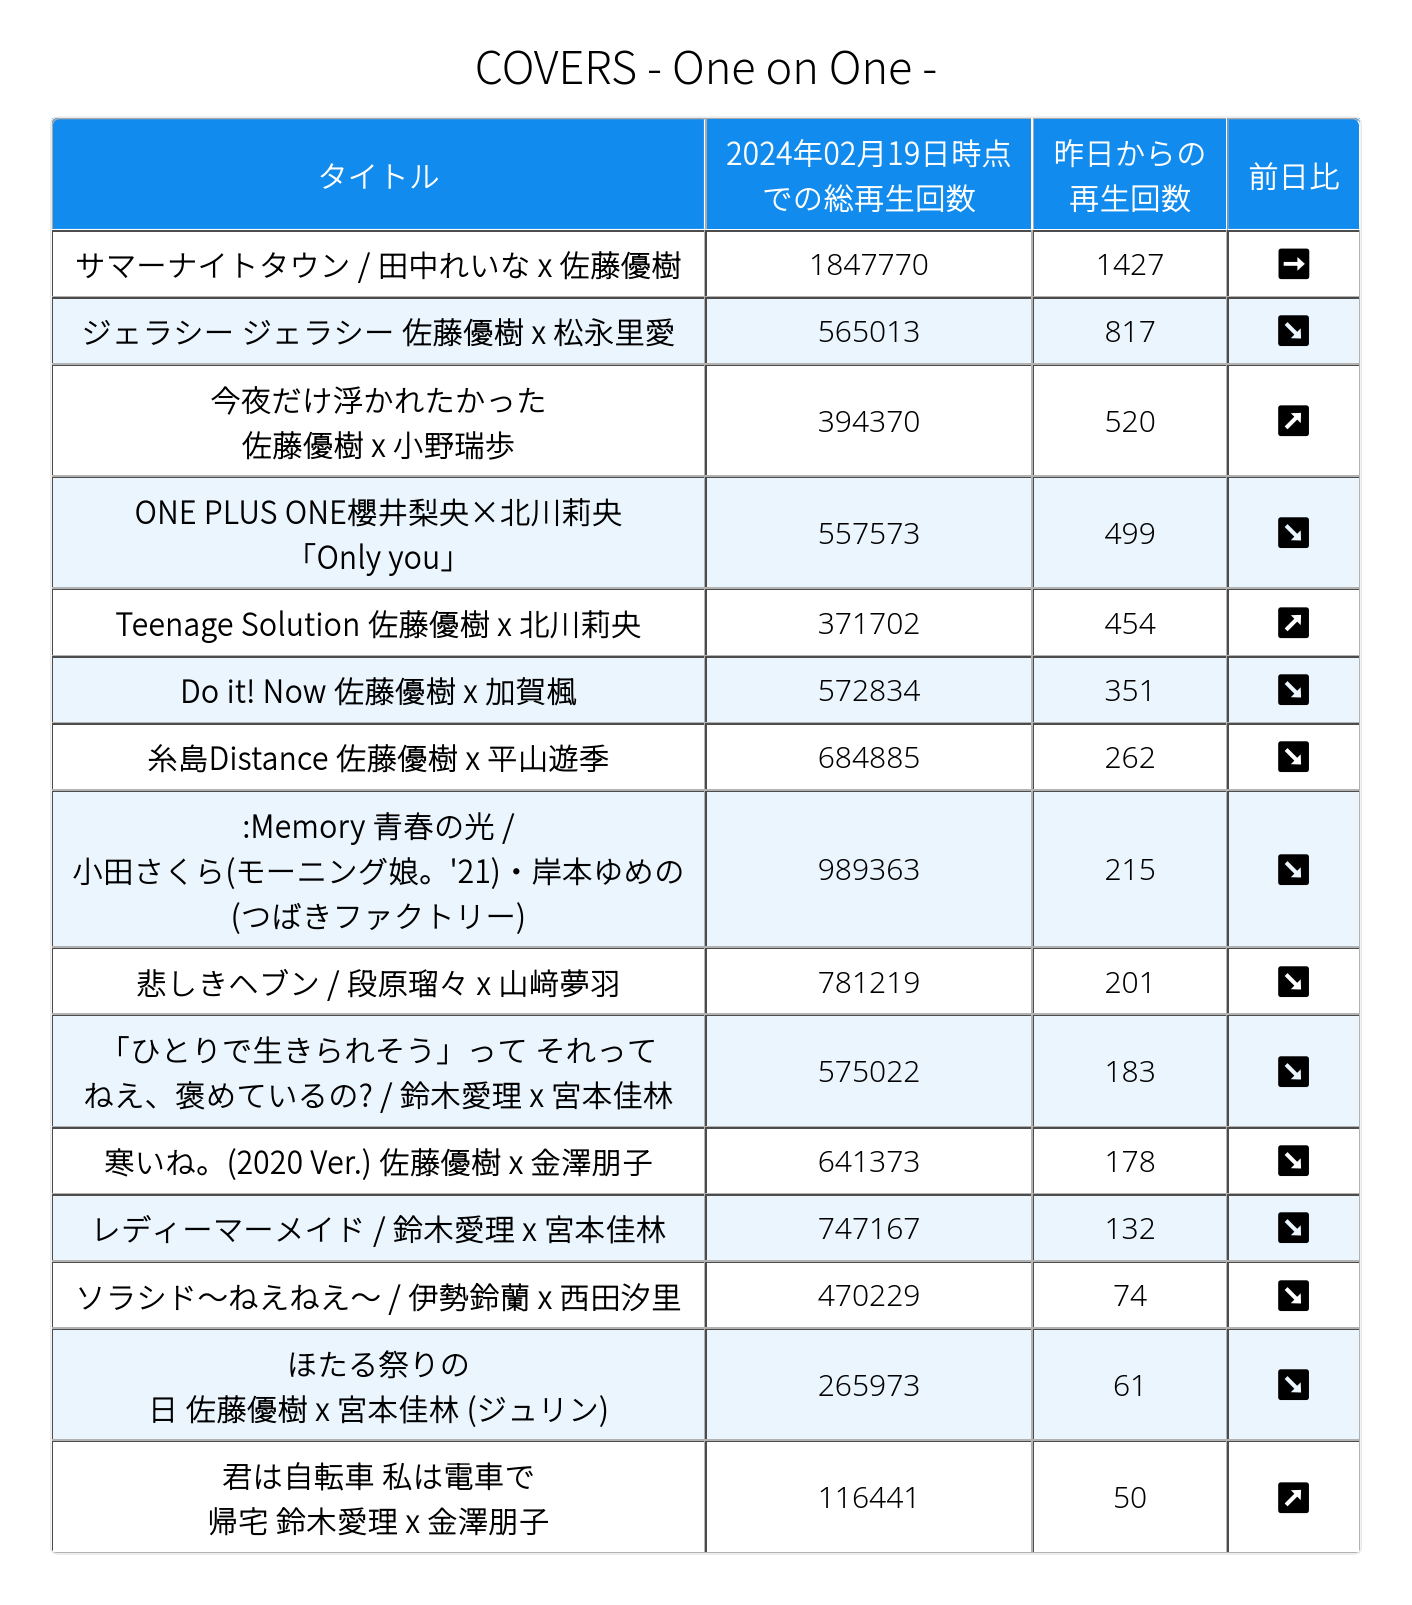 COVERS - One on One -
タイトル
2024年02月19日時点
での総再生回数
昨日からの
再生回数
前日比
サマーナイトタウン / 田中れいな x 佐藤優樹
1847770
1427
ジェラシー ジェラシー 佐藤優樹 x 松永里愛
565013
817
今夜だけ浮かれたかった
佐藤優樹 x 小野瑞歩
394370
520
ONE PLUS ONE櫻井梨央×北川莉央
「Only you」
557573
499
Teenage Solution 佐藤優樹 x 北川莉央
371702
454
Do it! Now 佐藤優樹 x 加賀楓
572834
351
糸島Distance 佐藤優樹 x 平山遊季
684885
262
:Memory 青春の光 /
小田さくら(モーニング娘。'21)・岸本ゆめの
(つばきファクトリー)
989363
215
悲しきヘブン / 段原瑠々 x 山﨑夢羽
781219
201
「ひとりで生きられそう」って それって
ねえ、褒めているの? / 鈴木愛理 x 宮本佳林
575022
183
寒いね。(2020 Ver.) 佐藤優樹 x 金澤朋子
641373
178
レディーマーメイド / 鈴木愛理 x 宮本佳林
747167
132
ソラシド〜ねえねえ〜 / 伊勢鈴蘭 x 西田汐里
470229
74
ほたる祭りの
日 佐藤優樹 x 宮本佳林 (ジュリン)
265973
61
君は自転車 私は電車で
帰宅 鈴木愛理 x 金澤朋子
116441
50